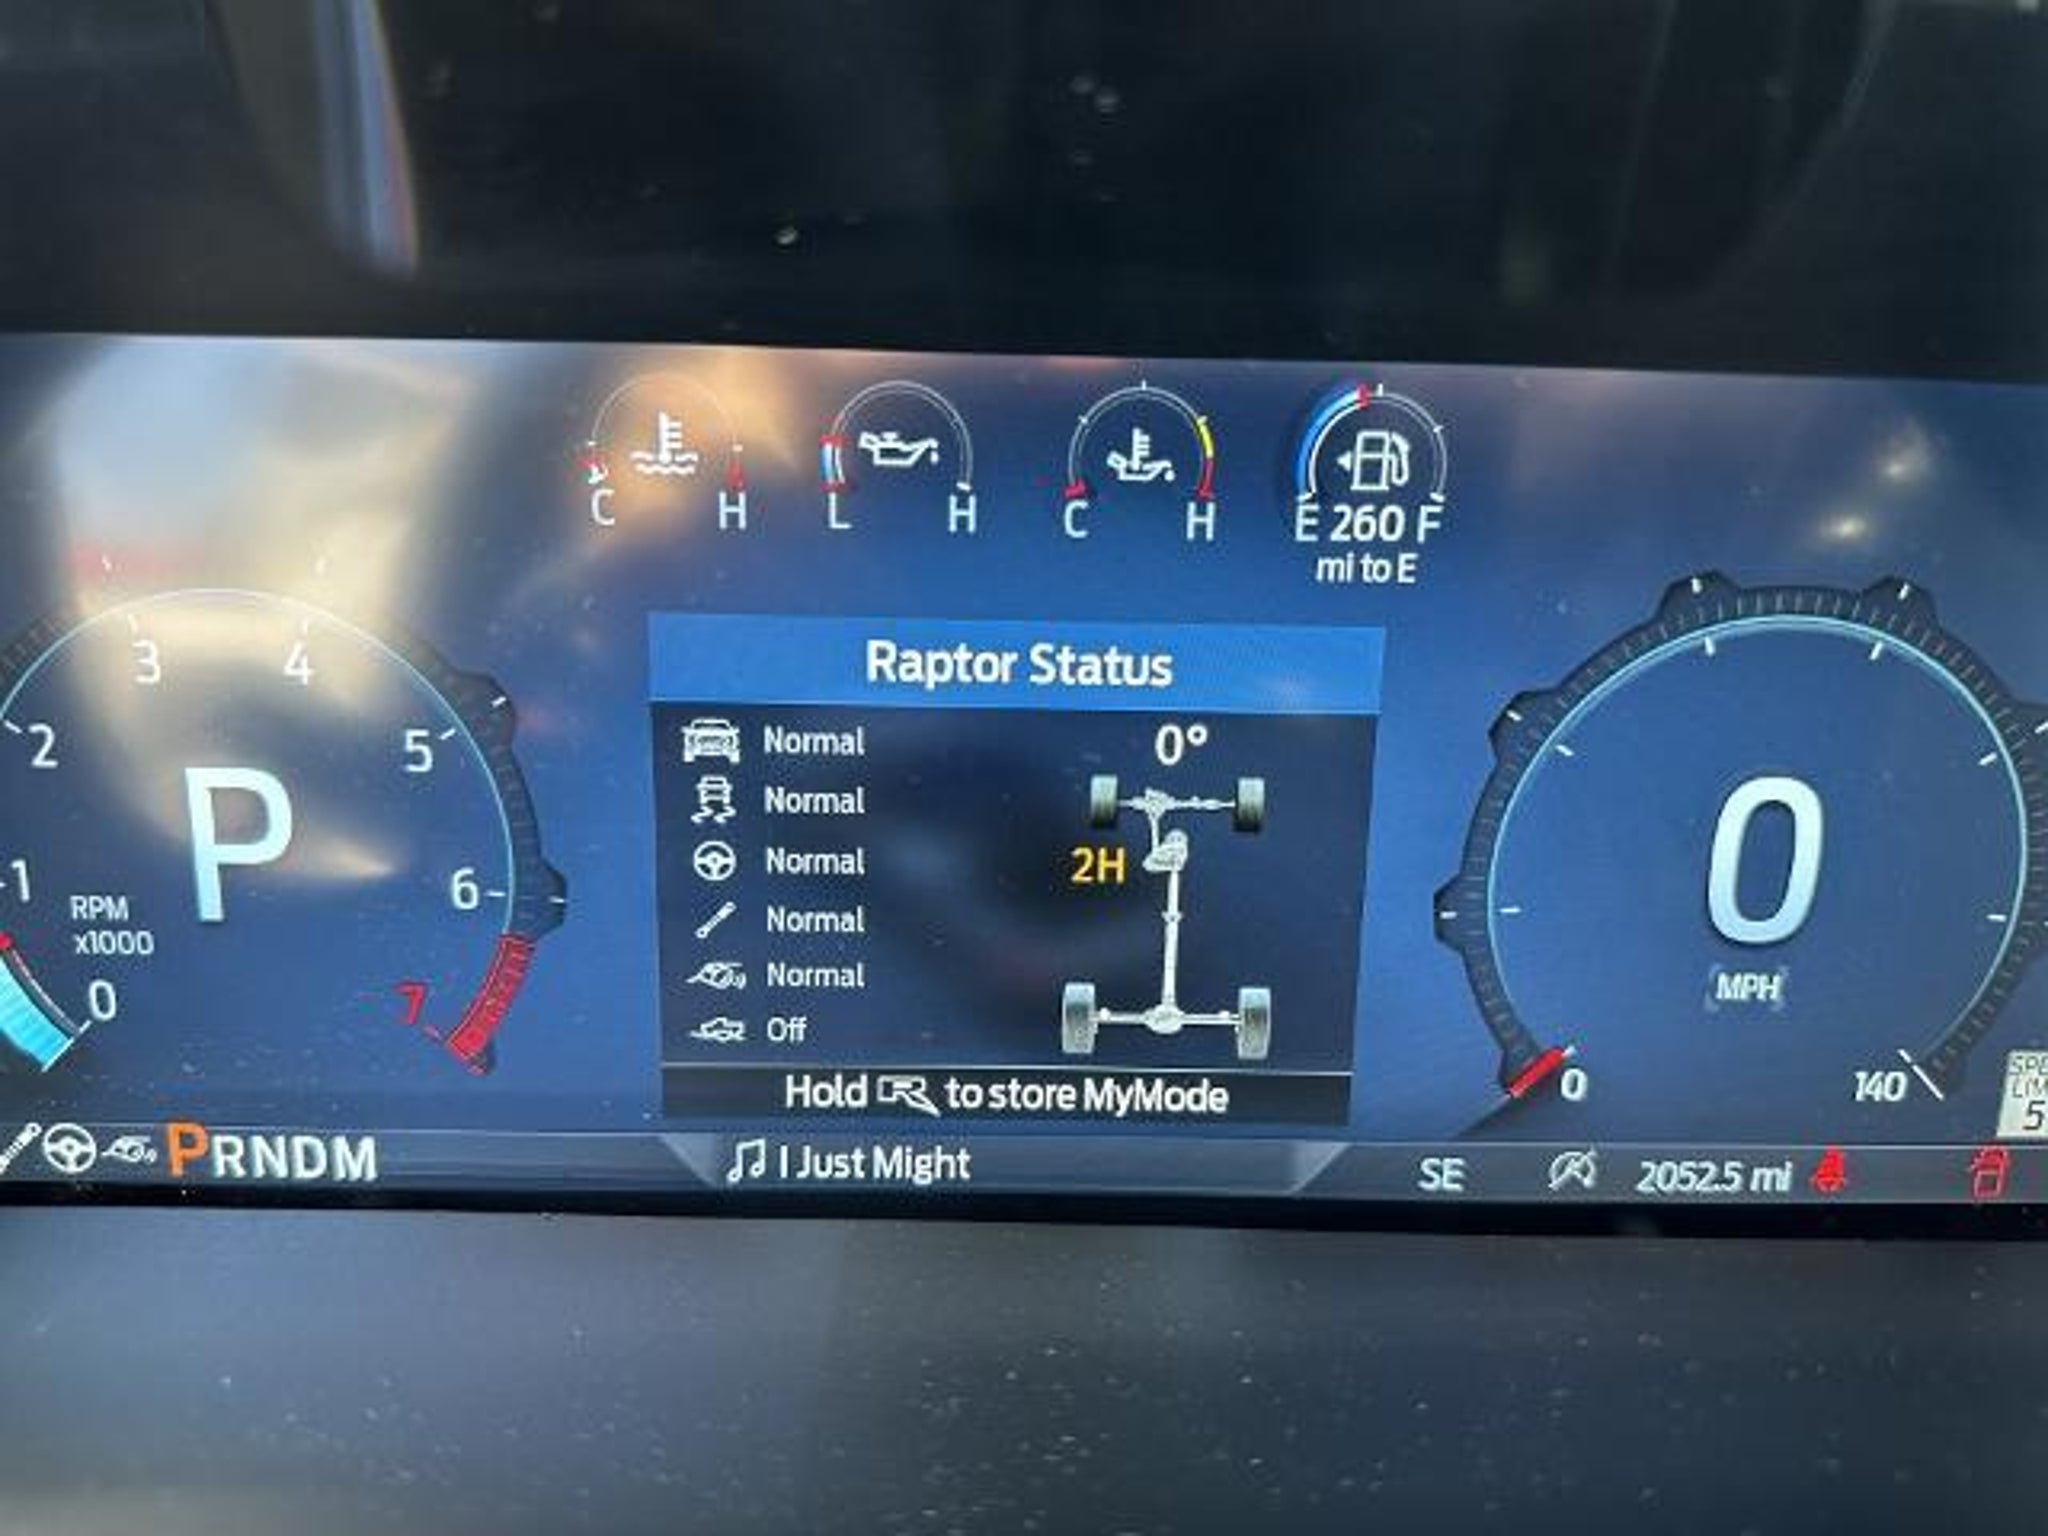 C H
L H
C H
E 260 F
mi to E
0
1
2
3
4
5
6
7
RPM
x1000
P
Raptor Status
Normal
Normal
Normal
Normal
Normal
Off
0°
2H
Hold R to store MyMode
0
MPH
0
140
PRNDM
I Just Might
SE
2052.5 mi